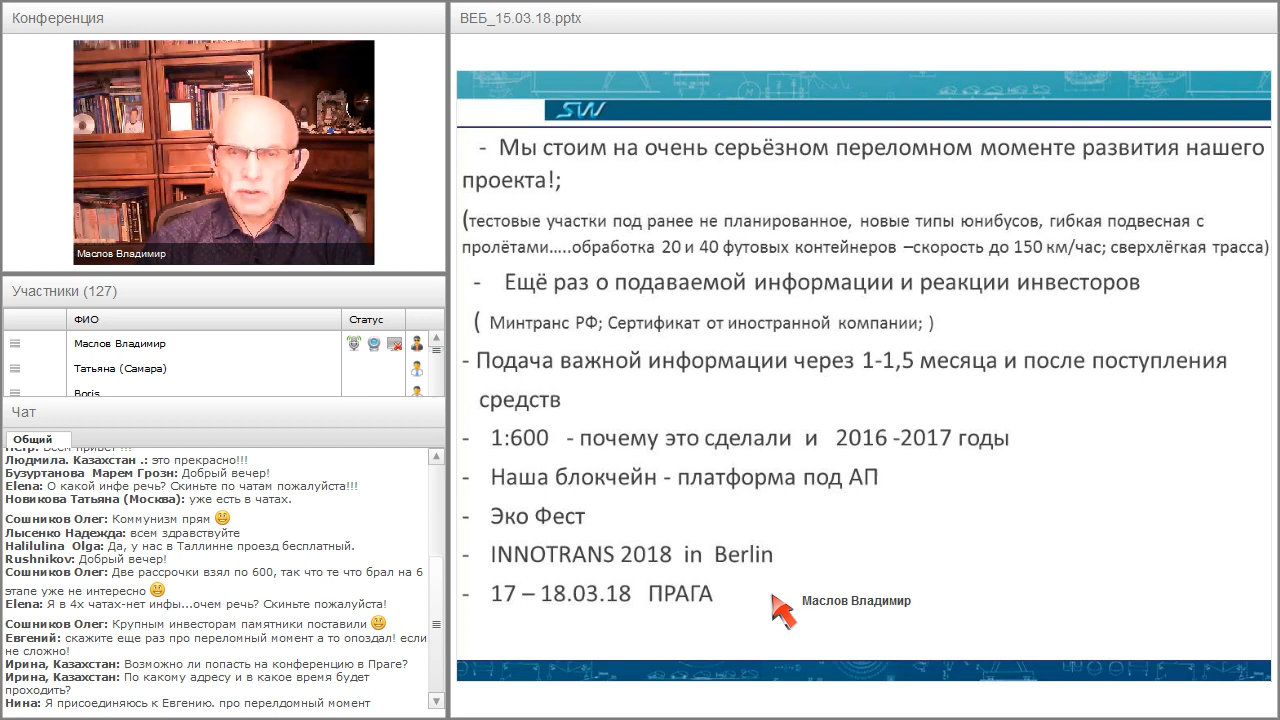 Конференция
Маслов Владимир
Участники (127)
ФИО
Статус
Маслов Владимир
Татьяна (Самара)
Boris
Чат
Общий
Людмила. Казахстан .: это прекрасно!!!
Бузуртанова Марем Грозн: Добрый вечер!
Elena: О какой инфе речь? Скиньте по чатам пожалуйста!!!
Новикова Татьяна (Москва): уже есть в чатах.
Сошников Олег: Коммунизм прям
Лысенко Надежда: всем здравствуйте
Halilulina Olga: Да, у нас в Таллинне проезд бесплатный.
Rushnikov: Добрый вечер!
Сошников Олег: Две рассрочки взял по 600, так что те что брал на 6
этапе уже не интересно
Elena: Я в 4х чатах-нет инфы...очем речь? Скиньте пожалуйста!
Сошников Олег: Крупным инвесторам памятники поставили
Евгений: скажите еще раз про переломный момент а то опоздал! если
не сложно!
Ирина, Казахстан: Возможно ли попасть на конференцию в Праге?
Ирина, Казахстан: По какому адресу и в какое время будет
проходить?
Нина: Я присоединяюсь к Евгению. про перелдомный момент
ВЕБ_15.03.18.pptx
SW
- Мы стоим на очень серьёзном переломном моменте развития нашего
проекта!;
(тестовые участки под ранее не планированное, новые типы юнибусов, гибкая подвесная с
пролётами.....обработка 20 и 40 футовых контейнеров –скорость до 150 км/час; сверхлёгкая трасса)
- Ещё раз о подаваемой информации и реакции инвесторов
( Минтранс РФ; Сертификат от иностранной компании; )
- Подача важной информации через 1-1,5 месяца и после поступления
средств
- 1:600 - почему это сделали и 2016 -2017 годы
- Наша блокчейн - платформа под АП
- Эко Фест
- INNOTRANS 2018 in Berlin
- 17 – 18.03.18 ПРАГА
Маслов Владимир